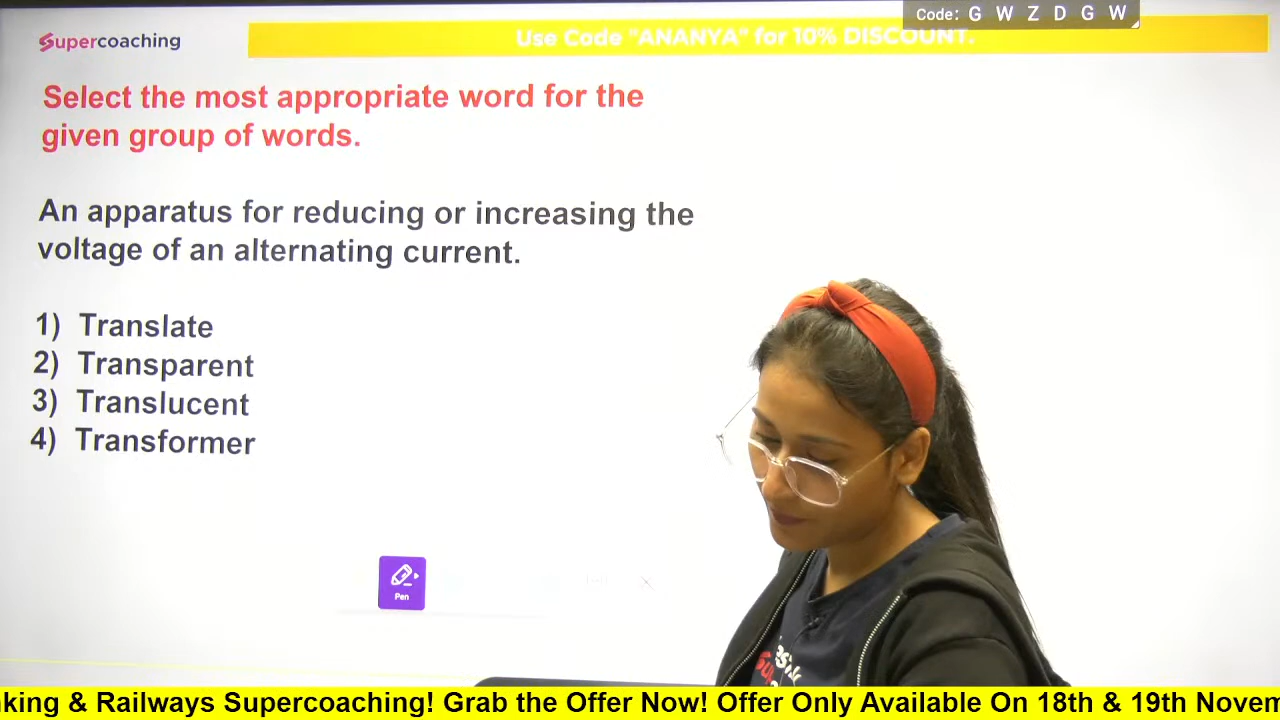 Code: G W Z D G W
Supercoaching
Use Code "ANANYA" for 10% DISCOUNT.
Select the most appropriate word for the
given group of words.
An apparatus for reducing or increasing the
voltage of an alternating current.
1) Translate
2) Transparent
3) Translucent
4) Transformer
Pen
& Railways Supercoaching! Grab the Offer Now! Offer Only Available On 18th & 19th